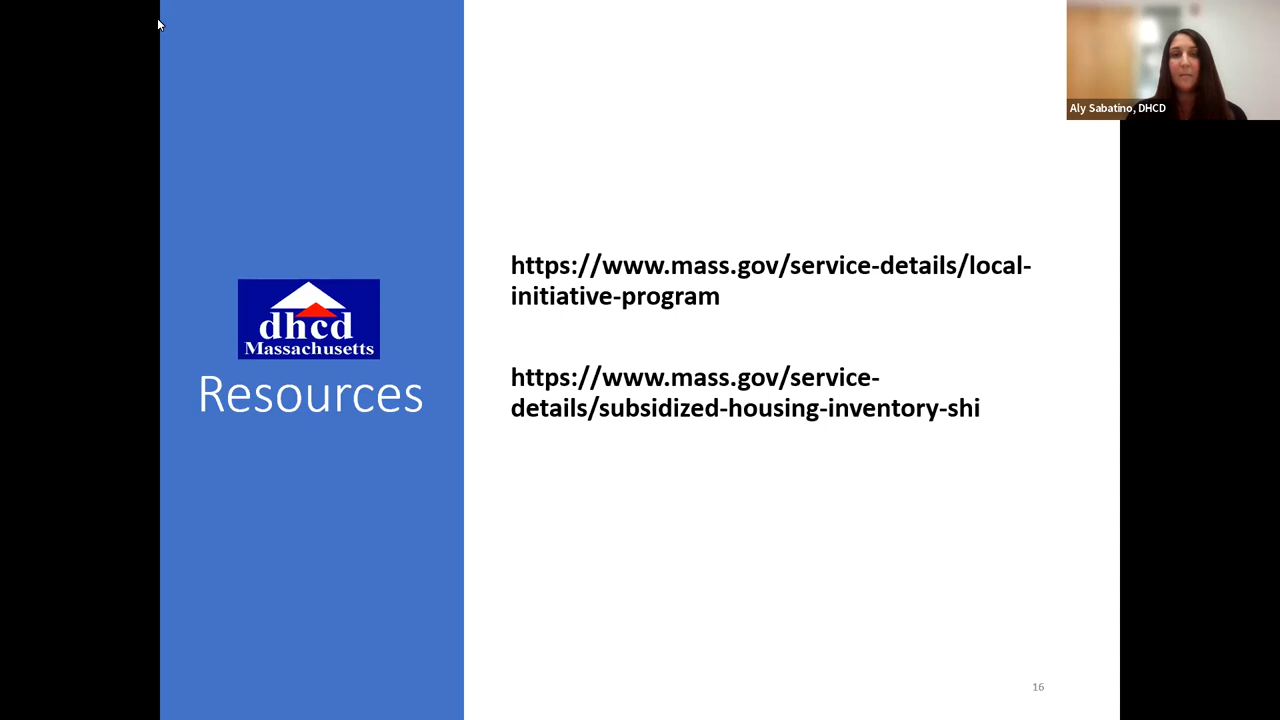 Aly Sabatino, DHCD
dhcd
Massachusetts
Resources
https://www.mass.gov/service-details/local-
initiative-program
https://www.mass.gov/service-
details/subsidized-housing-inventory-shi
16